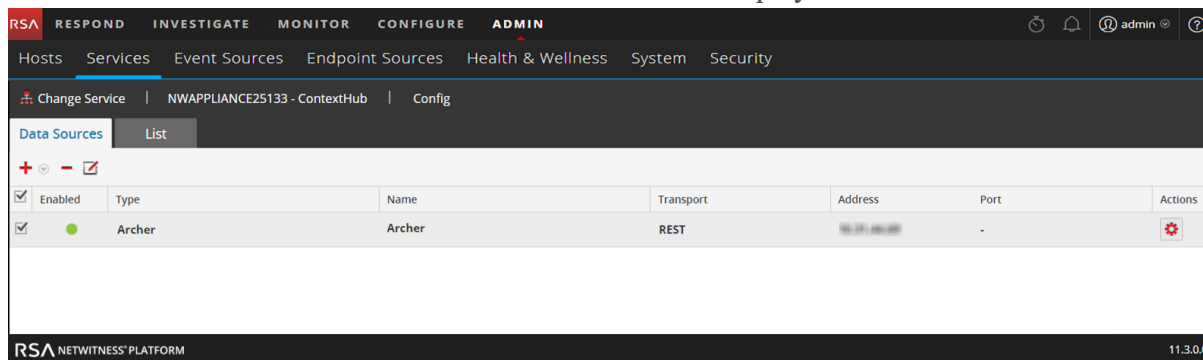 RSA RESPOND INVESTIGATE MONITOR CONFIGURE ADMIN admin
Hosts Services Event Sources Endpoint Sources Health & Wellness System Security
Change Service | NWAPPLIANCE25133 - ContextHub | Config
Data Sources List
Enabled Type Name Transport Address Port Actions
Archer Archer REST -
RSA NETWITNESS® PLATFORM 11.3.0.